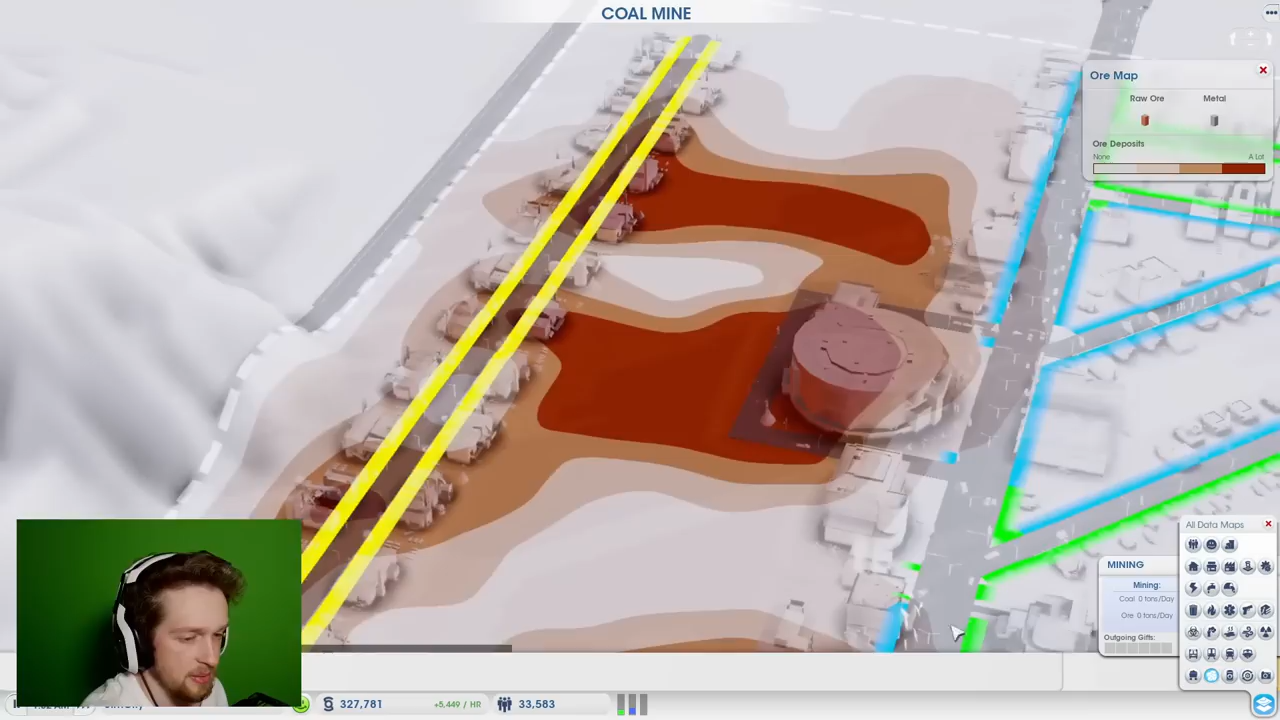 COAL MINE
Ore Map
Raw Ore
Metal
Ore Deposits
None
A Lot
All Data Maps
MINING
Mining:
Coal 0 tons/Day
Ore 0 tons/Day
Outgoing Gifts:
327,781
+5,449 / HR
33,583